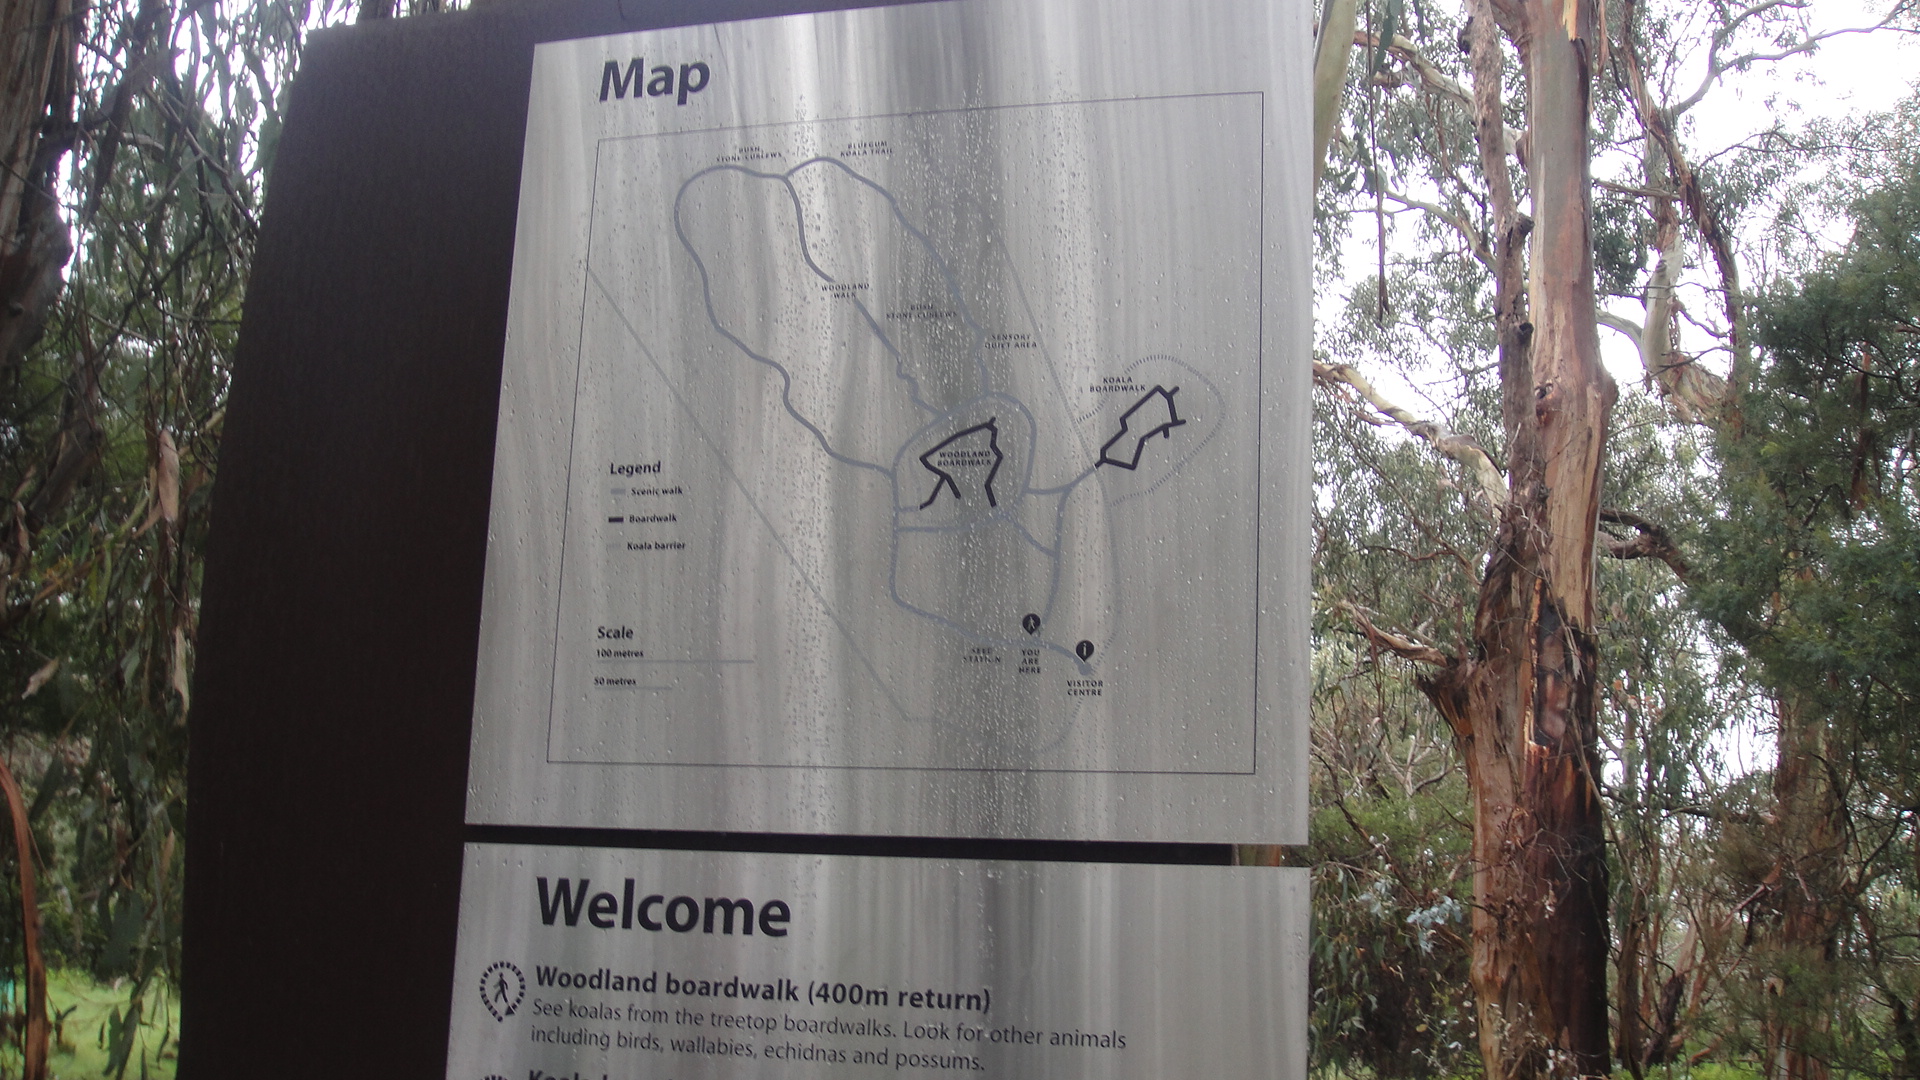 Map
BUSH
STONE-CURLEWS
BLUEGUM
KOALA TRAIL
WOODLAND
WALK
BUSH
STONE-CURLEWS
SENSORY
QUIET AREA
KOALA
BOARDWALK
WOODLAND
BOARDWALK
Legend
Scenic walk
Boardwalk
Koala barrier
Scale
100 metres
50 metres
SEED
STATION
YOU
ARE
HERE
i
VISITOR
CENTRE
Welcome
Woodland boardwalk (400m return)
See koalas from the treetop boardwalks. Look for other animals
including birds, wallabies, echidnas and possums.